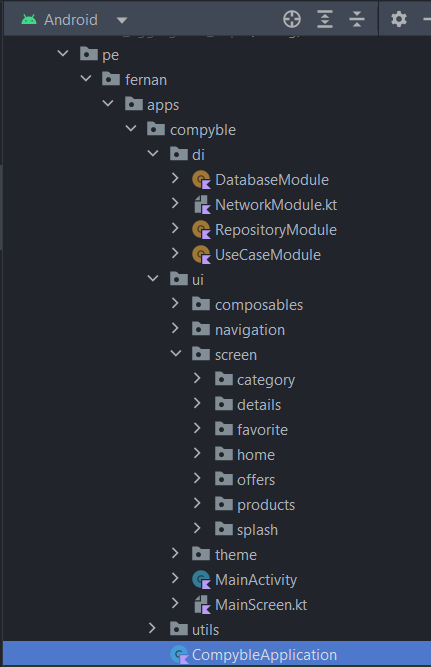 Android
pe
fernan
apps
compyble
di
DatabaseModule
NetworkModule.kt
RepositoryModule
UseCaseModule
ui
composables
navigation
screen
category
details
favorite
home
offers
products
splash
theme
MainActivity
MainScreen.kt
utils
CompybleApplication